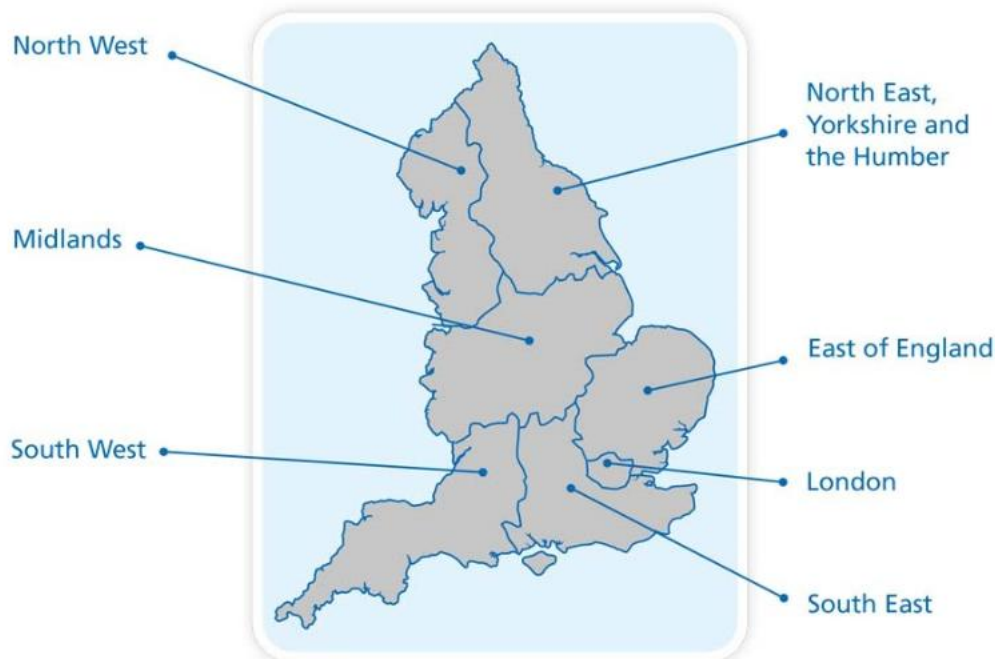 North West
North East,
Yorkshire and
the Humber
Midlands
East of England
South West
London
South East